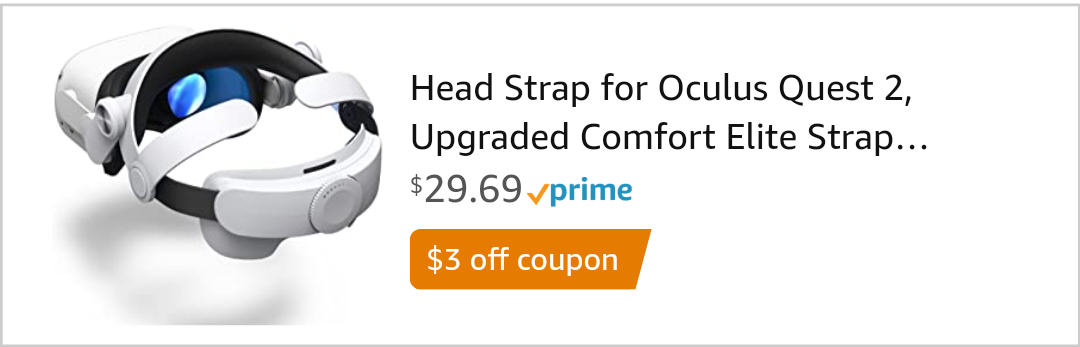 Head Strap for Oculus Quest 2,
Upgraded Comfort Elite Strap...
$29.69 prime
$3 off coupon